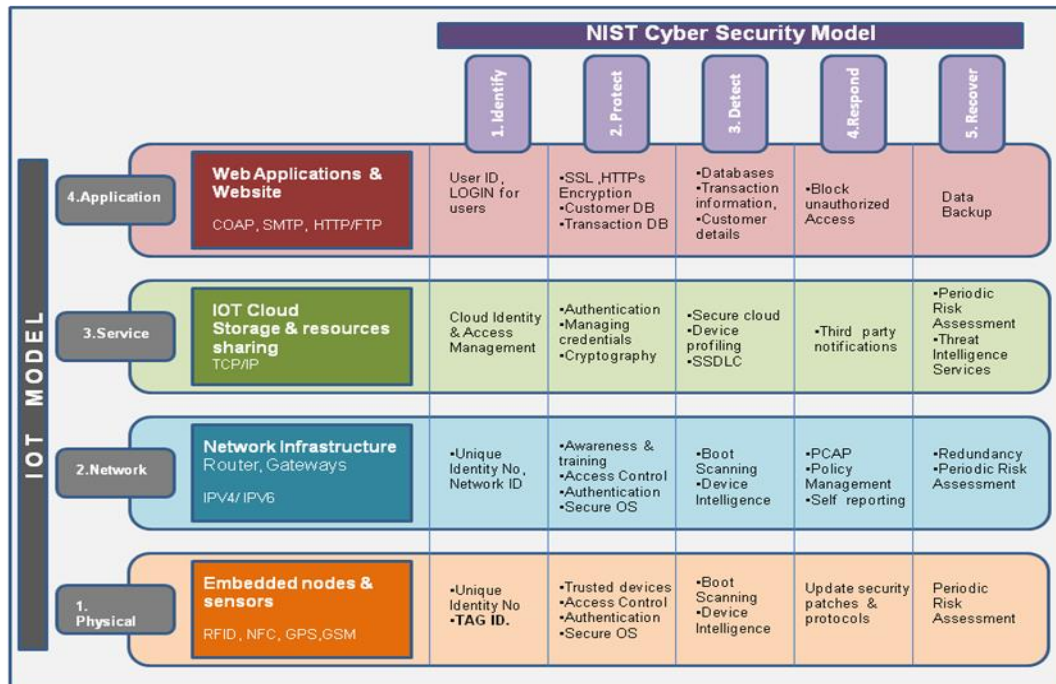 NIST Cyber Security Model
1. Identify
2. Protect
3. Detect
4.Respond
5. Recover
IOT MODEL
4.Application
Web Applications &
Website
COAP, SMTP, HTTP/FTP
User ID,
LOGIN for
users
▪SSL ,HTTPs
Encryption
▪Customer DB
▪Transaction DB
▪Databases
▪Transaction
information,
▪Customer
details
▪Block
unauthorized
Access
Data
Backup
3.Service
IOT Cloud
Storage & resources
sharing
TCP/IP
Cloud Identity
& Access
Management
▪Authentication
▪Managing
credentials
▪Cryptography
▪Secure cloud
▪Device
profiling
▪SSDLC
▪Third party
notifications
▪Periodic
Risk
Assessment
▪Threat
Intelligence
Services
2.Network
Network Infrastructure
Router, Gateways
IPV4/ IPV6
▪Unique
Identity No,
Network ID
▪Awareness &
training
▪Access Control
▪Authentication
▪Secure OS
▪Boot
Scanning
▪Device
Intelligence
▪PCAP
▪Policy
Management
▪Self reporting
▪Redundancy
▪Periodic Risk
Assessment
1.
Physical
Embedded nodes &
sensors
RFID, NFC, GPS,GSM
▪Unique
Identity No
▪TAG ID.
▪Trusted devices
▪Access Control
▪Authentication
▪Secure OS
▪Boot
Scanning
▪Device
Intelligence
Update security
patches &
protocols
Periodic
Risk
Assessment